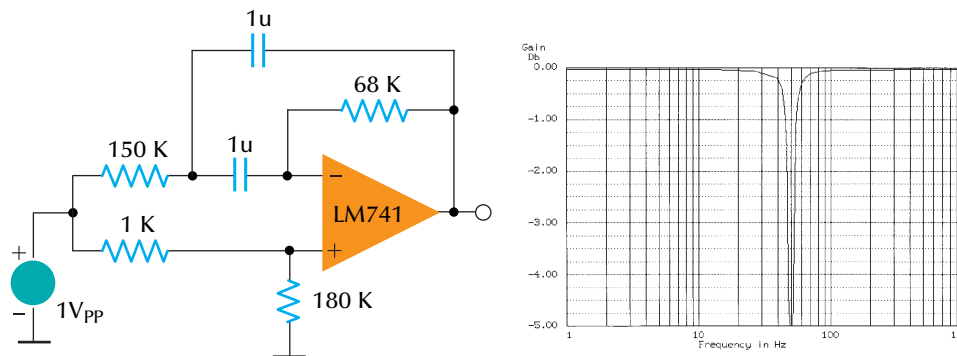 1u
68 K
150 K
1u
LM741
1 K
180 K
1V_PP
+
−
−
+
Gain
Db
0.00
-1.00
-2.00
-3.00
-4.00
-5.00
1
10
100
1
Frequency in Hz